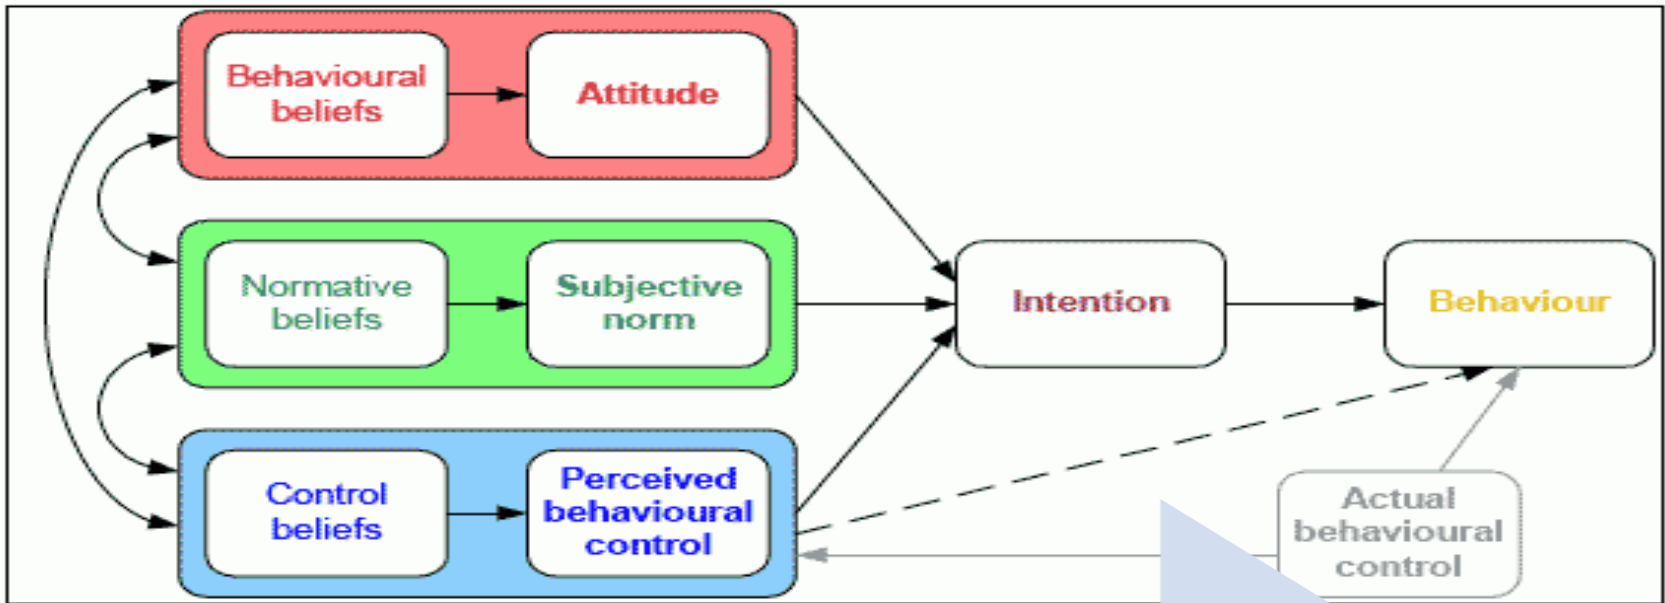 Behavioural
beliefs
Attitude
Normative
beliefs
Subjective
norm
Intention
Behaviour
Control
beliefs
Perceived
behavioural
control
Actual
behavioural
control